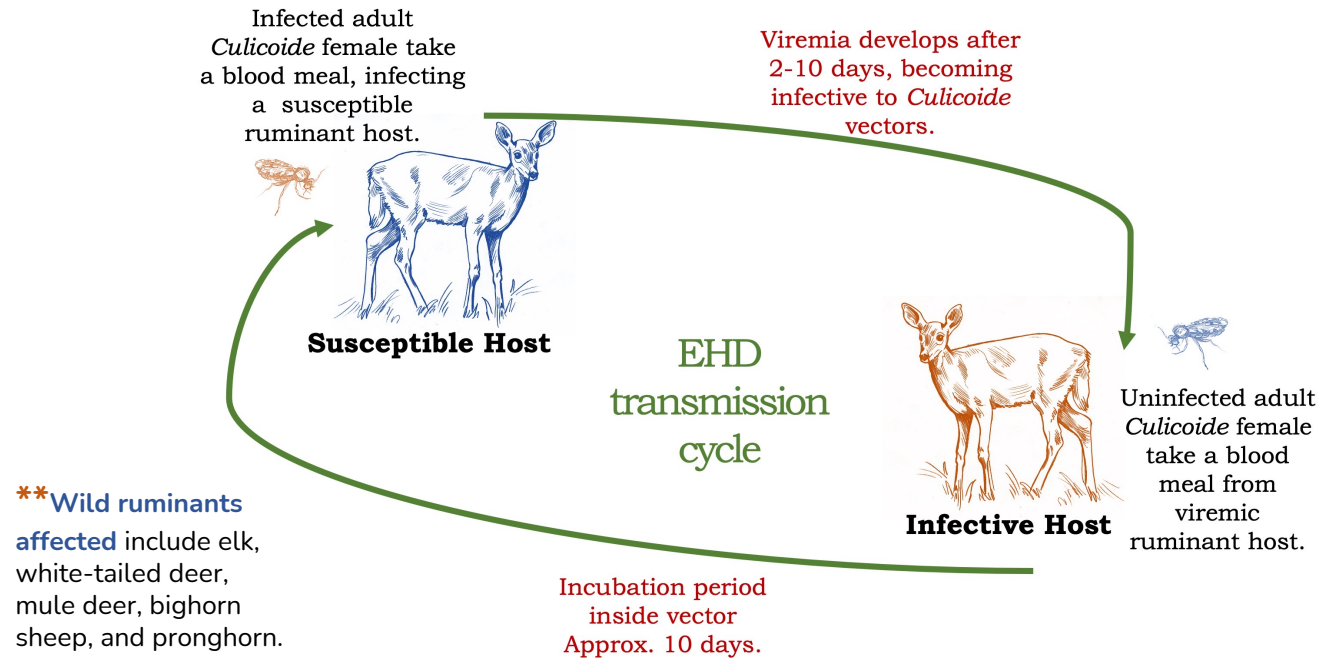 Infected adult
Culicoide female take
a blood meal, infecting
a susceptible
ruminant host.
Viremia develops after
2-10 days, becoming
infective to Culicoide
vectors.
Susceptible Host
EHD
transmission
cycle
Uninfected adult
Culicoide female
take a blood
meal from
viremic
ruminant host.
Infective Host
**Wild ruminants
affected include elk,
white-tailed deer,
mule deer, bighorn
sheep, and pronghorn.
Incubation period
inside vector
Approx. 10 days.